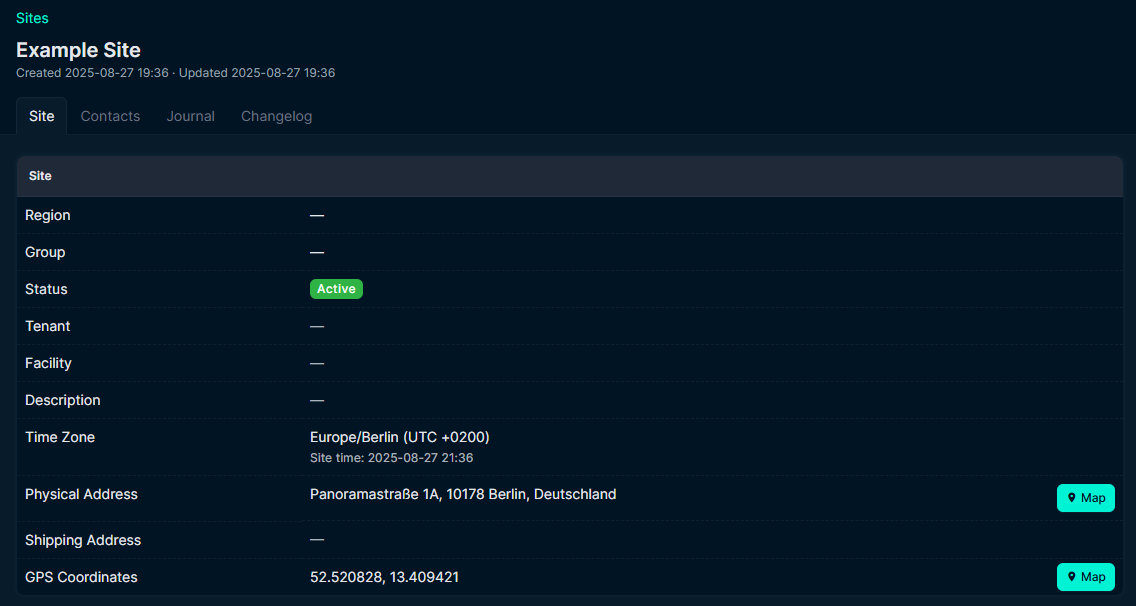 Sites
Example Site
Created 2025-08-27 19:36 · Updated 2025-08-27 19:36
Site Contacts Journal Changelog
Site
Region —
Group —
Status Active
Tenant —
Facility —
Description —
Time Zone Europe/Berlin (UTC +0200)
Site time: 2025-08-27 21:36
Physical Address Panoramastraße 1A, 10178 Berlin, Deutschland Map
Shipping Address —
GPS Coordinates 52.520828, 13.409421 Map